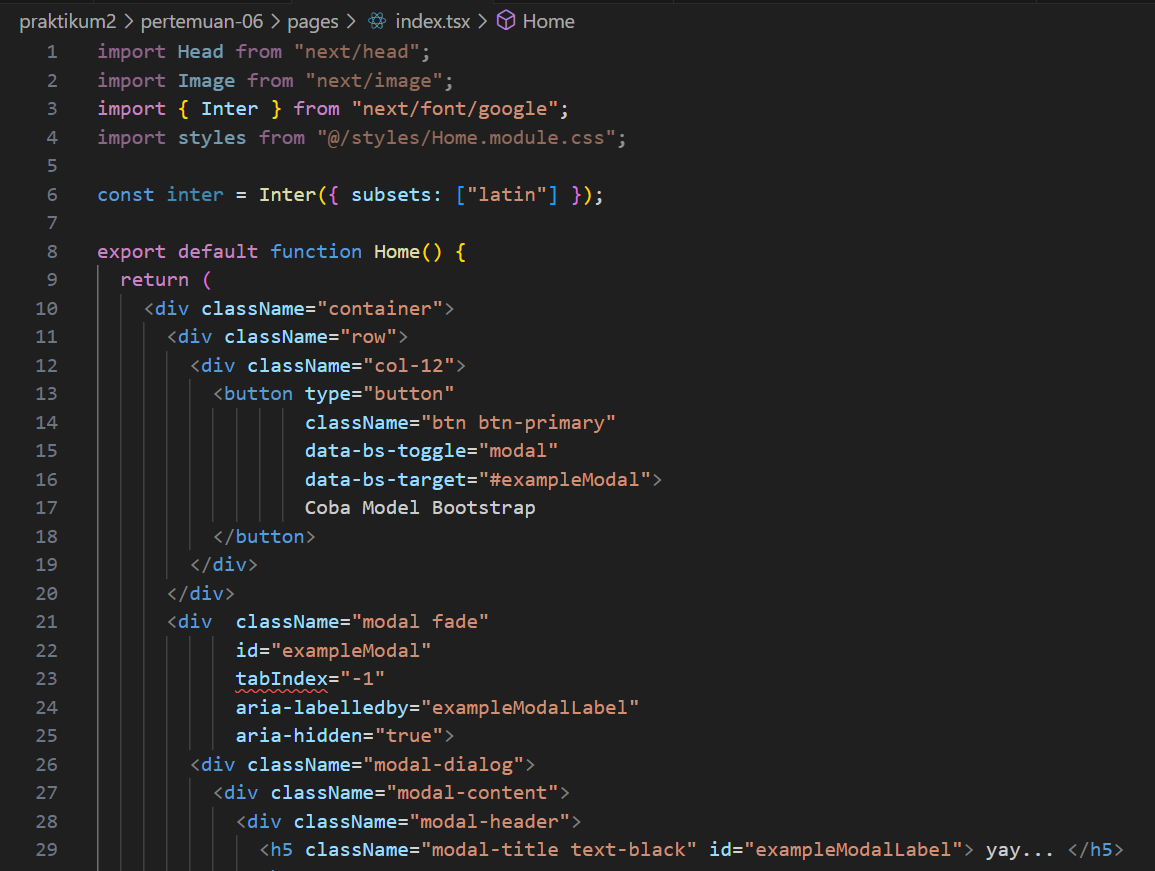 praktikum2 > pertemuan-06 > pages > index.tsx > Home
1 import Head from "next/head";
2 import Image from "next/image";
3 import { Inter } from "next/font/google";
4 import styles from "@/styles/Home.module.css";
5
6 const inter = Inter({ subsets: ["latin"] });
7
8 export default function Home() {
9   return (
10     <div className="container">
11       <div className="row">
12         <div className="col-12">
13           <button type="button"
14                   className="btn btn-primary"
15                   data-bs-toggle="modal"
16                   data-bs-target="#exampleModal">
17                   Coba Model Bootstrap
18           </button>
19         </div>
20       </div>
21       <div  className="modal fade"
22             id="exampleModal"
23             tabIndex="-1"
24             aria-labelledby="exampleModalLabel"
25             aria-hidden="true">
26         <div className="modal-dialog">
27           <div className="modal-content">
28             <div className="modal-header">
29               <h5 className="modal-title text-black" id="exampleModalLabel"> yay... </h5>